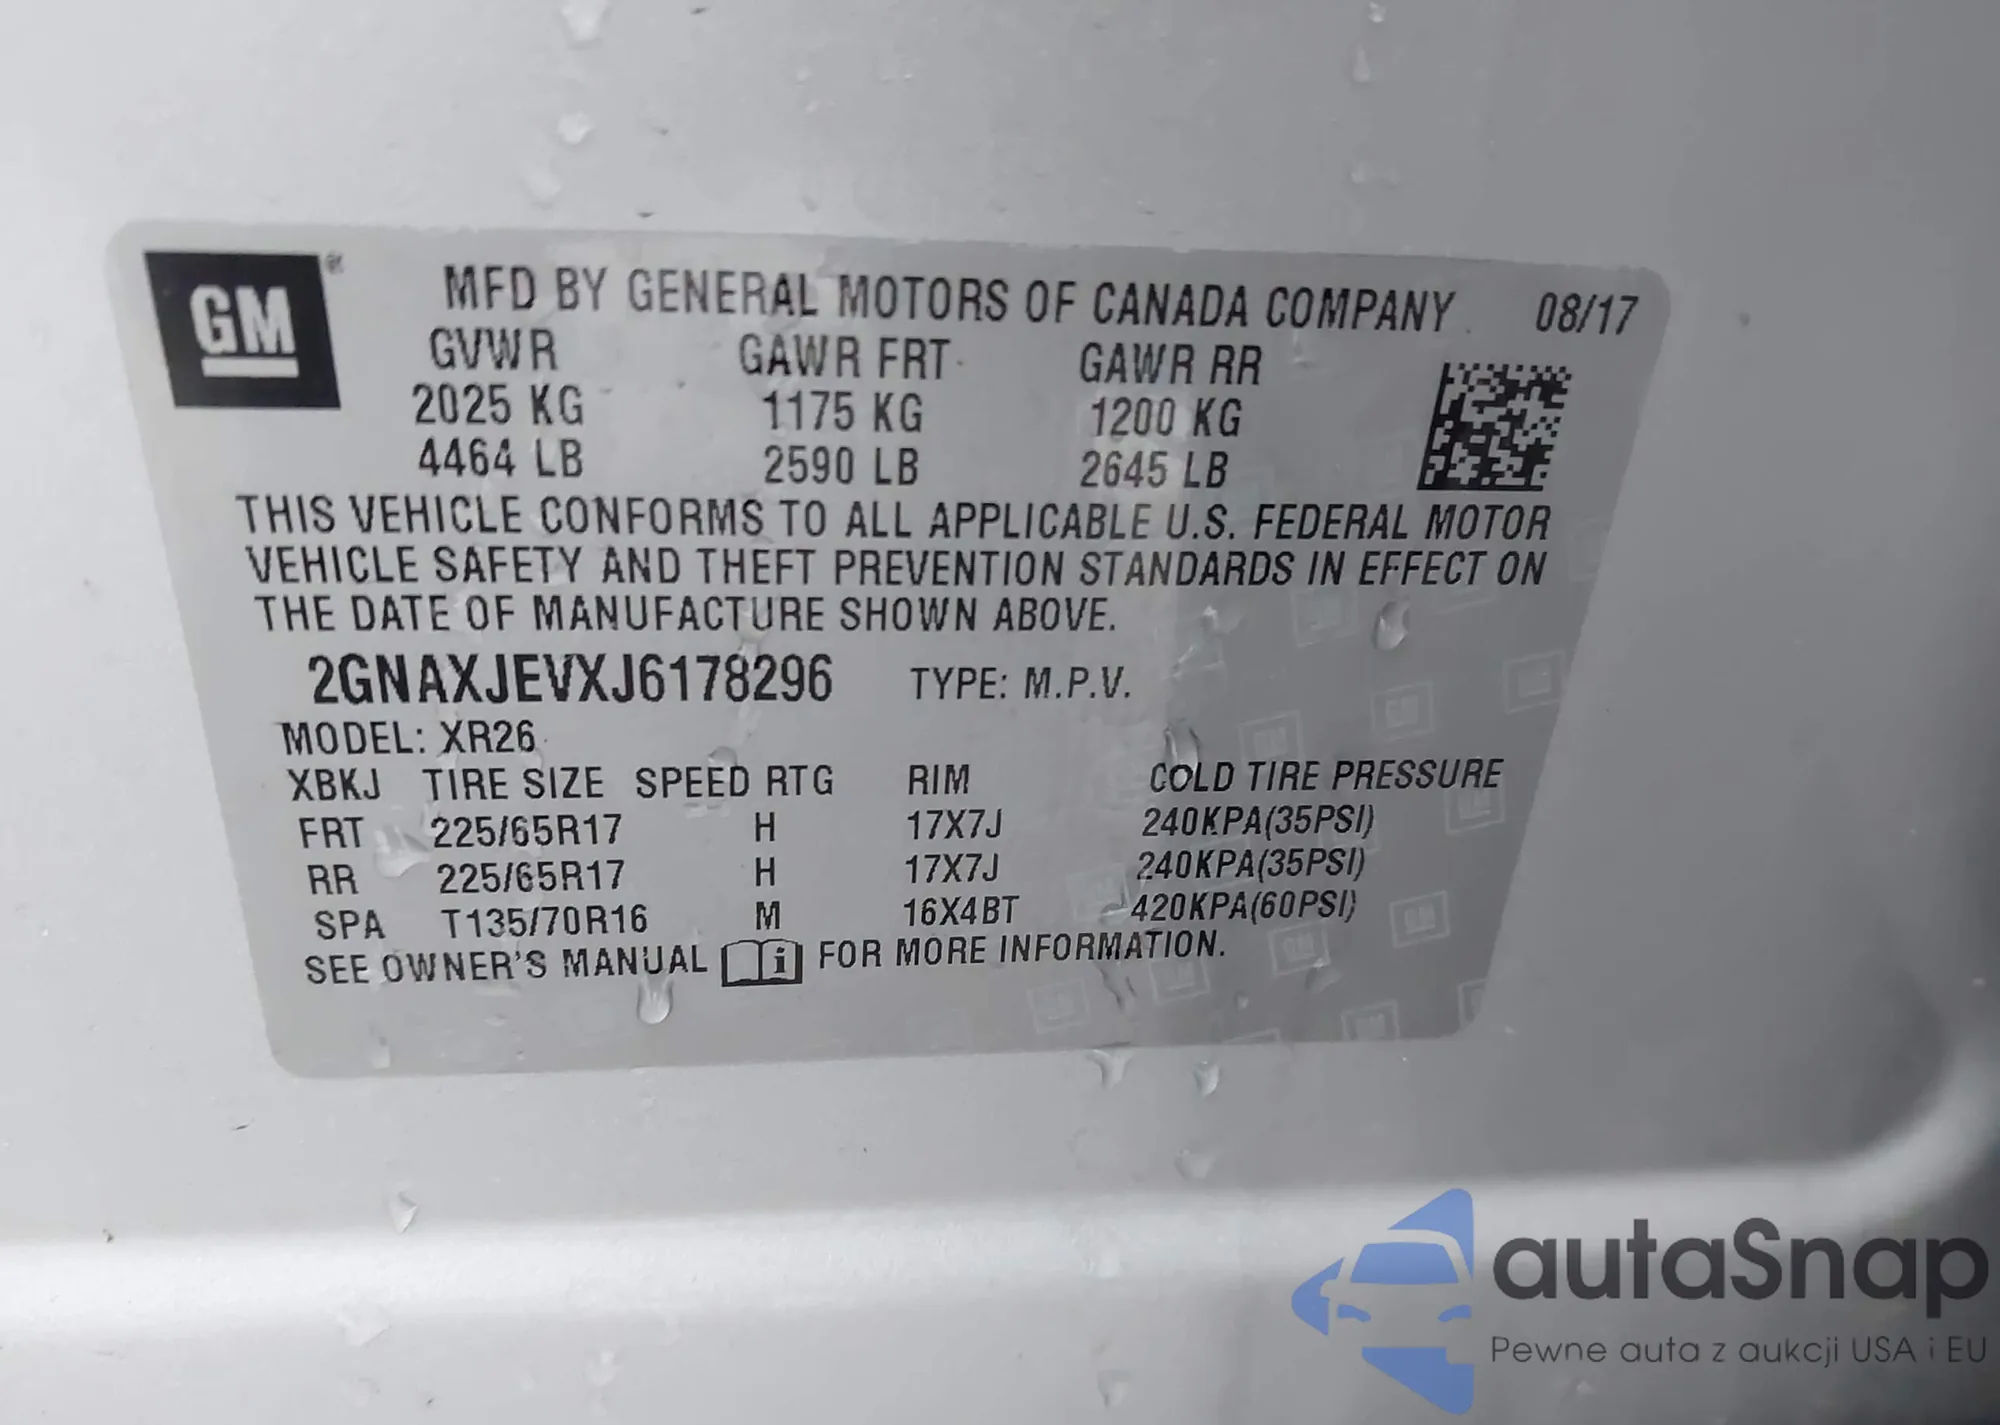 GM
MFD BY GENERAL MOTORS OF CANADA COMPANY 08/17
GVWR GAWR FRT GAWR RR
2025 KG 1175 KG 1200 KG
4464 LB 2590 LB 2645 LB
THIS VEHICLE CONFORMS TO ALL APPLICABLE U.S. FEDERAL MOTOR
VEHICLE SAFETY AND THEFT PREVENTION STANDARDS IN EFFECT ON
THE DATE OF MANUFACTURE SHOWN ABOVE.
2GNAXJEVXJ6178296 TYPE: M.P.V.
MODEL: XR26
XBKJ TIRE SIZE SPEED RTG RIM COLD TIRE PRESSURE
FRT 225/65R17 H 17X7J 240KPA(35PSI)
RR 225/65R17 H 17X7J 240KPA(35PSI)
SPA T135/70R16 M 16X4BT 420KPA(60PSI)
SEE OWNER'S MANUAL i FOR MORE INFORMATION.
autaSnap
Pewne auta z aukcji USA i EU